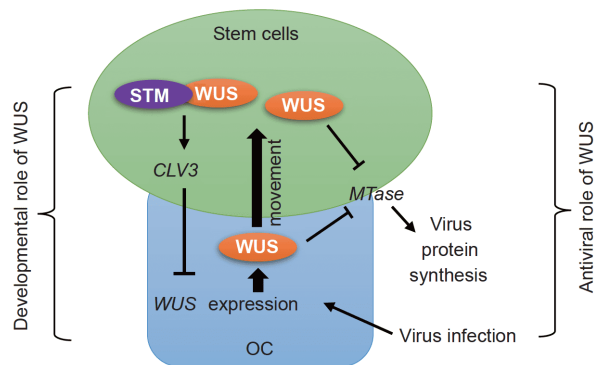 Stem cells
STM
WUS
WUS
CLV3
movement
MTase
WUS
WUS expression
OC
Virus
protein
synthesis
Virus infection
Developmental role of WUS
Antiviral role of WUS